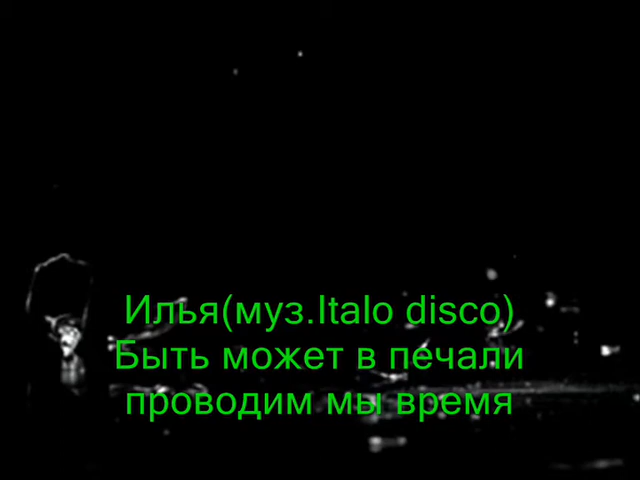 Илья(муз.Italo disco)
Быть может в печали
проводим мы время